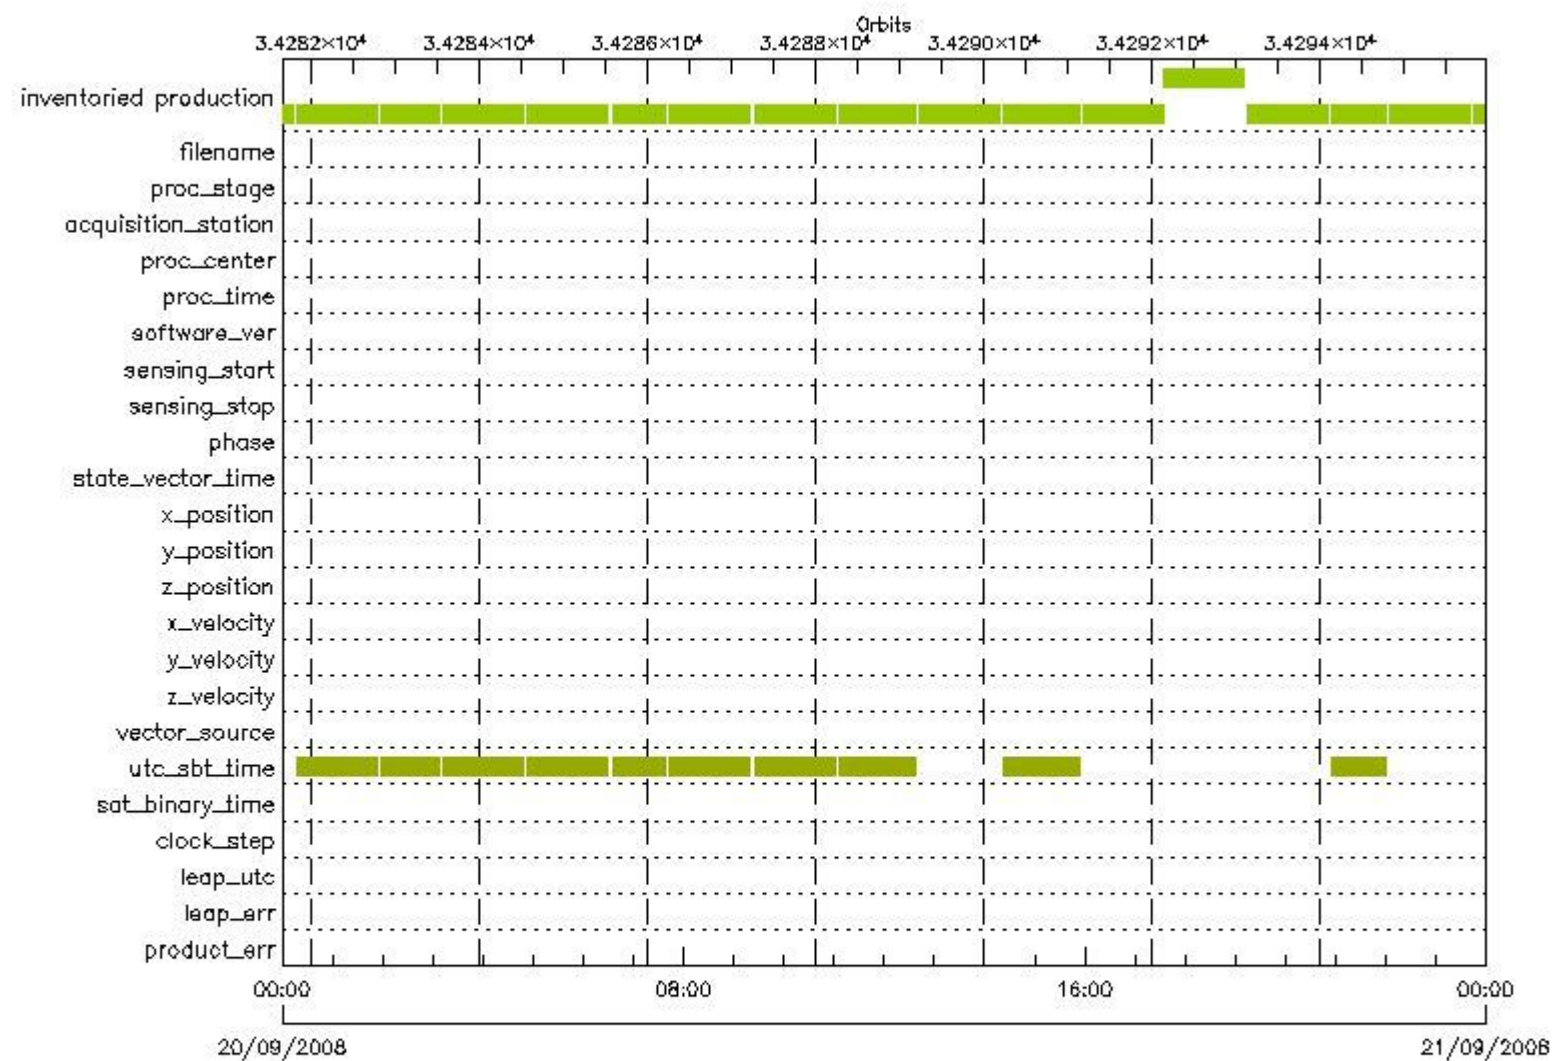 Orbits
3.4282×10⁴ 3.4284×10⁴ 3.4286×10⁴ 3.4288×10⁴ 3.4290×10⁴ 3.4292×10⁴ 3.4294×10⁴
inventoried production
filename
proc_stage
acquisition_station
proc_center
proc_time
software_ver
sensing_start
sensing_stop
phase
state_vector_time
x_position
y_position
z_position
x_velocity
y_velocity
z_velocity
vector_source
utc_sbt_time
sat_binary_time
clock_step
leap_utc
leap_err
product_err
00:00 08:00 16:00 00:00
20/09/2008 21/09/2008